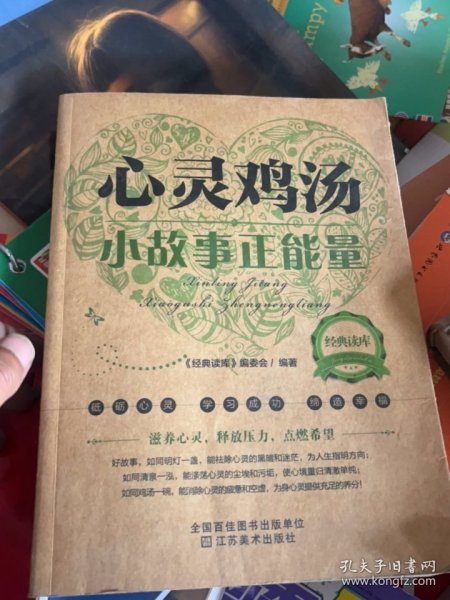 心灵鸡汤
小故事正能量
Xinling Jitang
Xiaogushi Zhengnengliang
经典读库
《经典读库》编委会/编著
砥砺心灵 学习成功 缔造幸福
滋养心灵,释放压力,点燃希望
好故事,如同明灯一盏,能祛除心灵的黑暗和迷茫,为人生指明方向;
如同清泉一泓,能涤荡心灵的尘埃和污垢,使心境重归清澈单纯;
如同鸡汤一碗,能消除心灵的疲惫和空虚,为身心提供充足的养分!
全国百佳图书出版单位
江苏美术出版社
孔夫子旧书网
www.kongfz.com